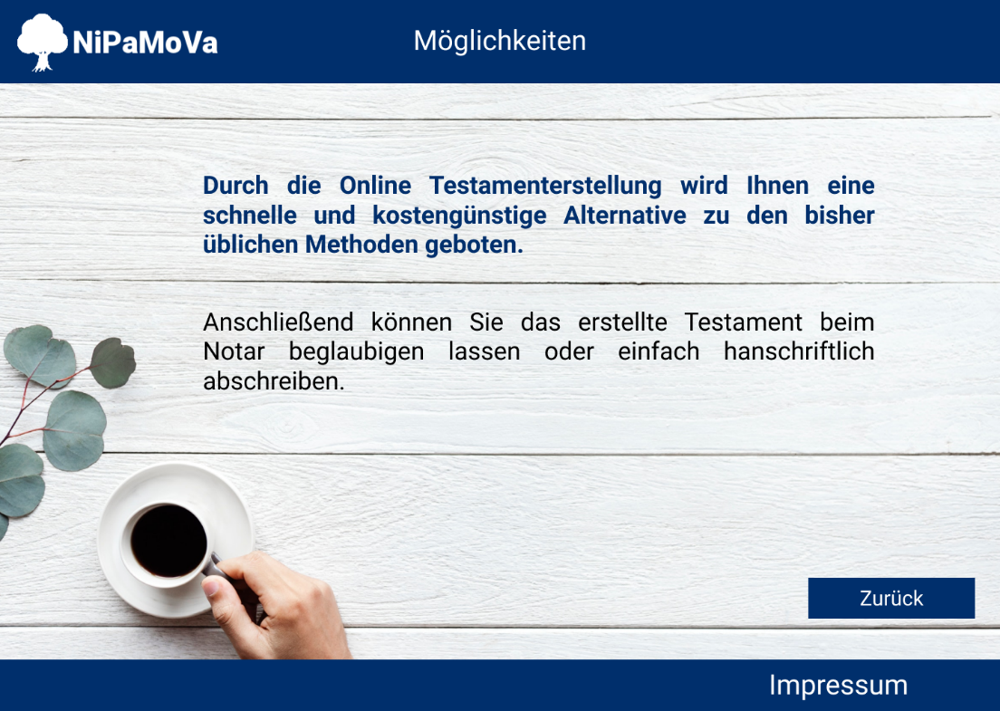 NiPaMoVa
Möglichkeiten
Durch die Online Testamenterstellung wird Ihnen eine
schnelle und kostengünstige Alternative zu den bisher
üblichen Methoden geboten.
Anschließend können Sie das erstellte Testament beim
Notar beglaubigen lassen oder einfach hanschriftlich
abschreiben.
Zurück
Impressum